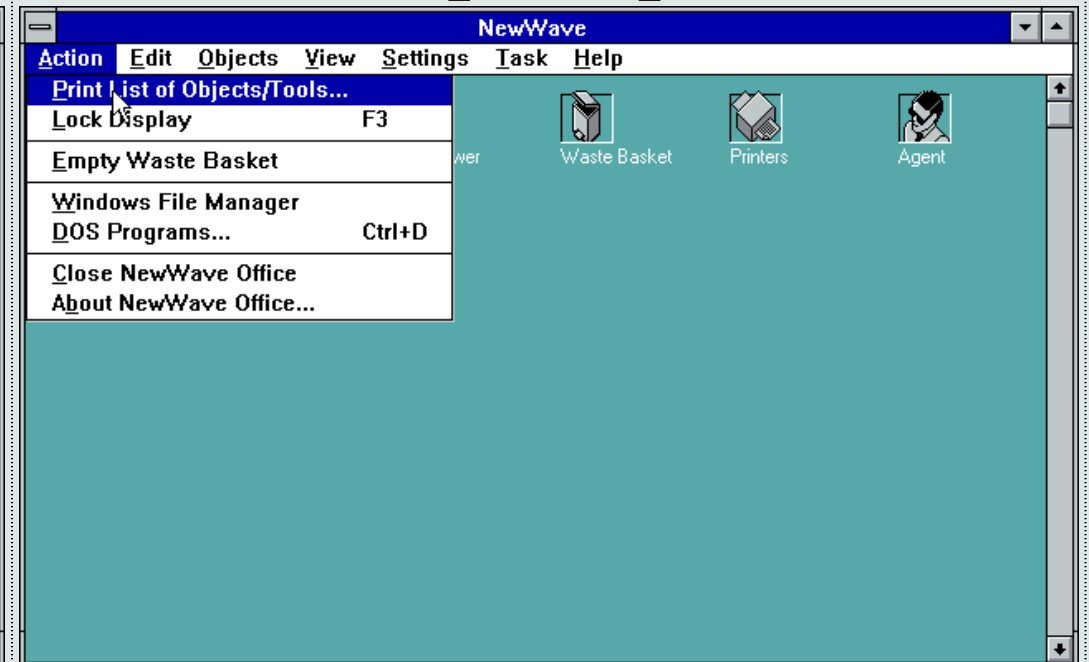 NewWave
Action Edit Objects View Settings Task Help
Print List of Objects/Tools...
Lock Display F3
Empty Waste Basket
Windows File Manager
DOS Programs... Ctrl+D
Close NewWave Office
About NewWave Office...
wer Waste Basket Printers Agent